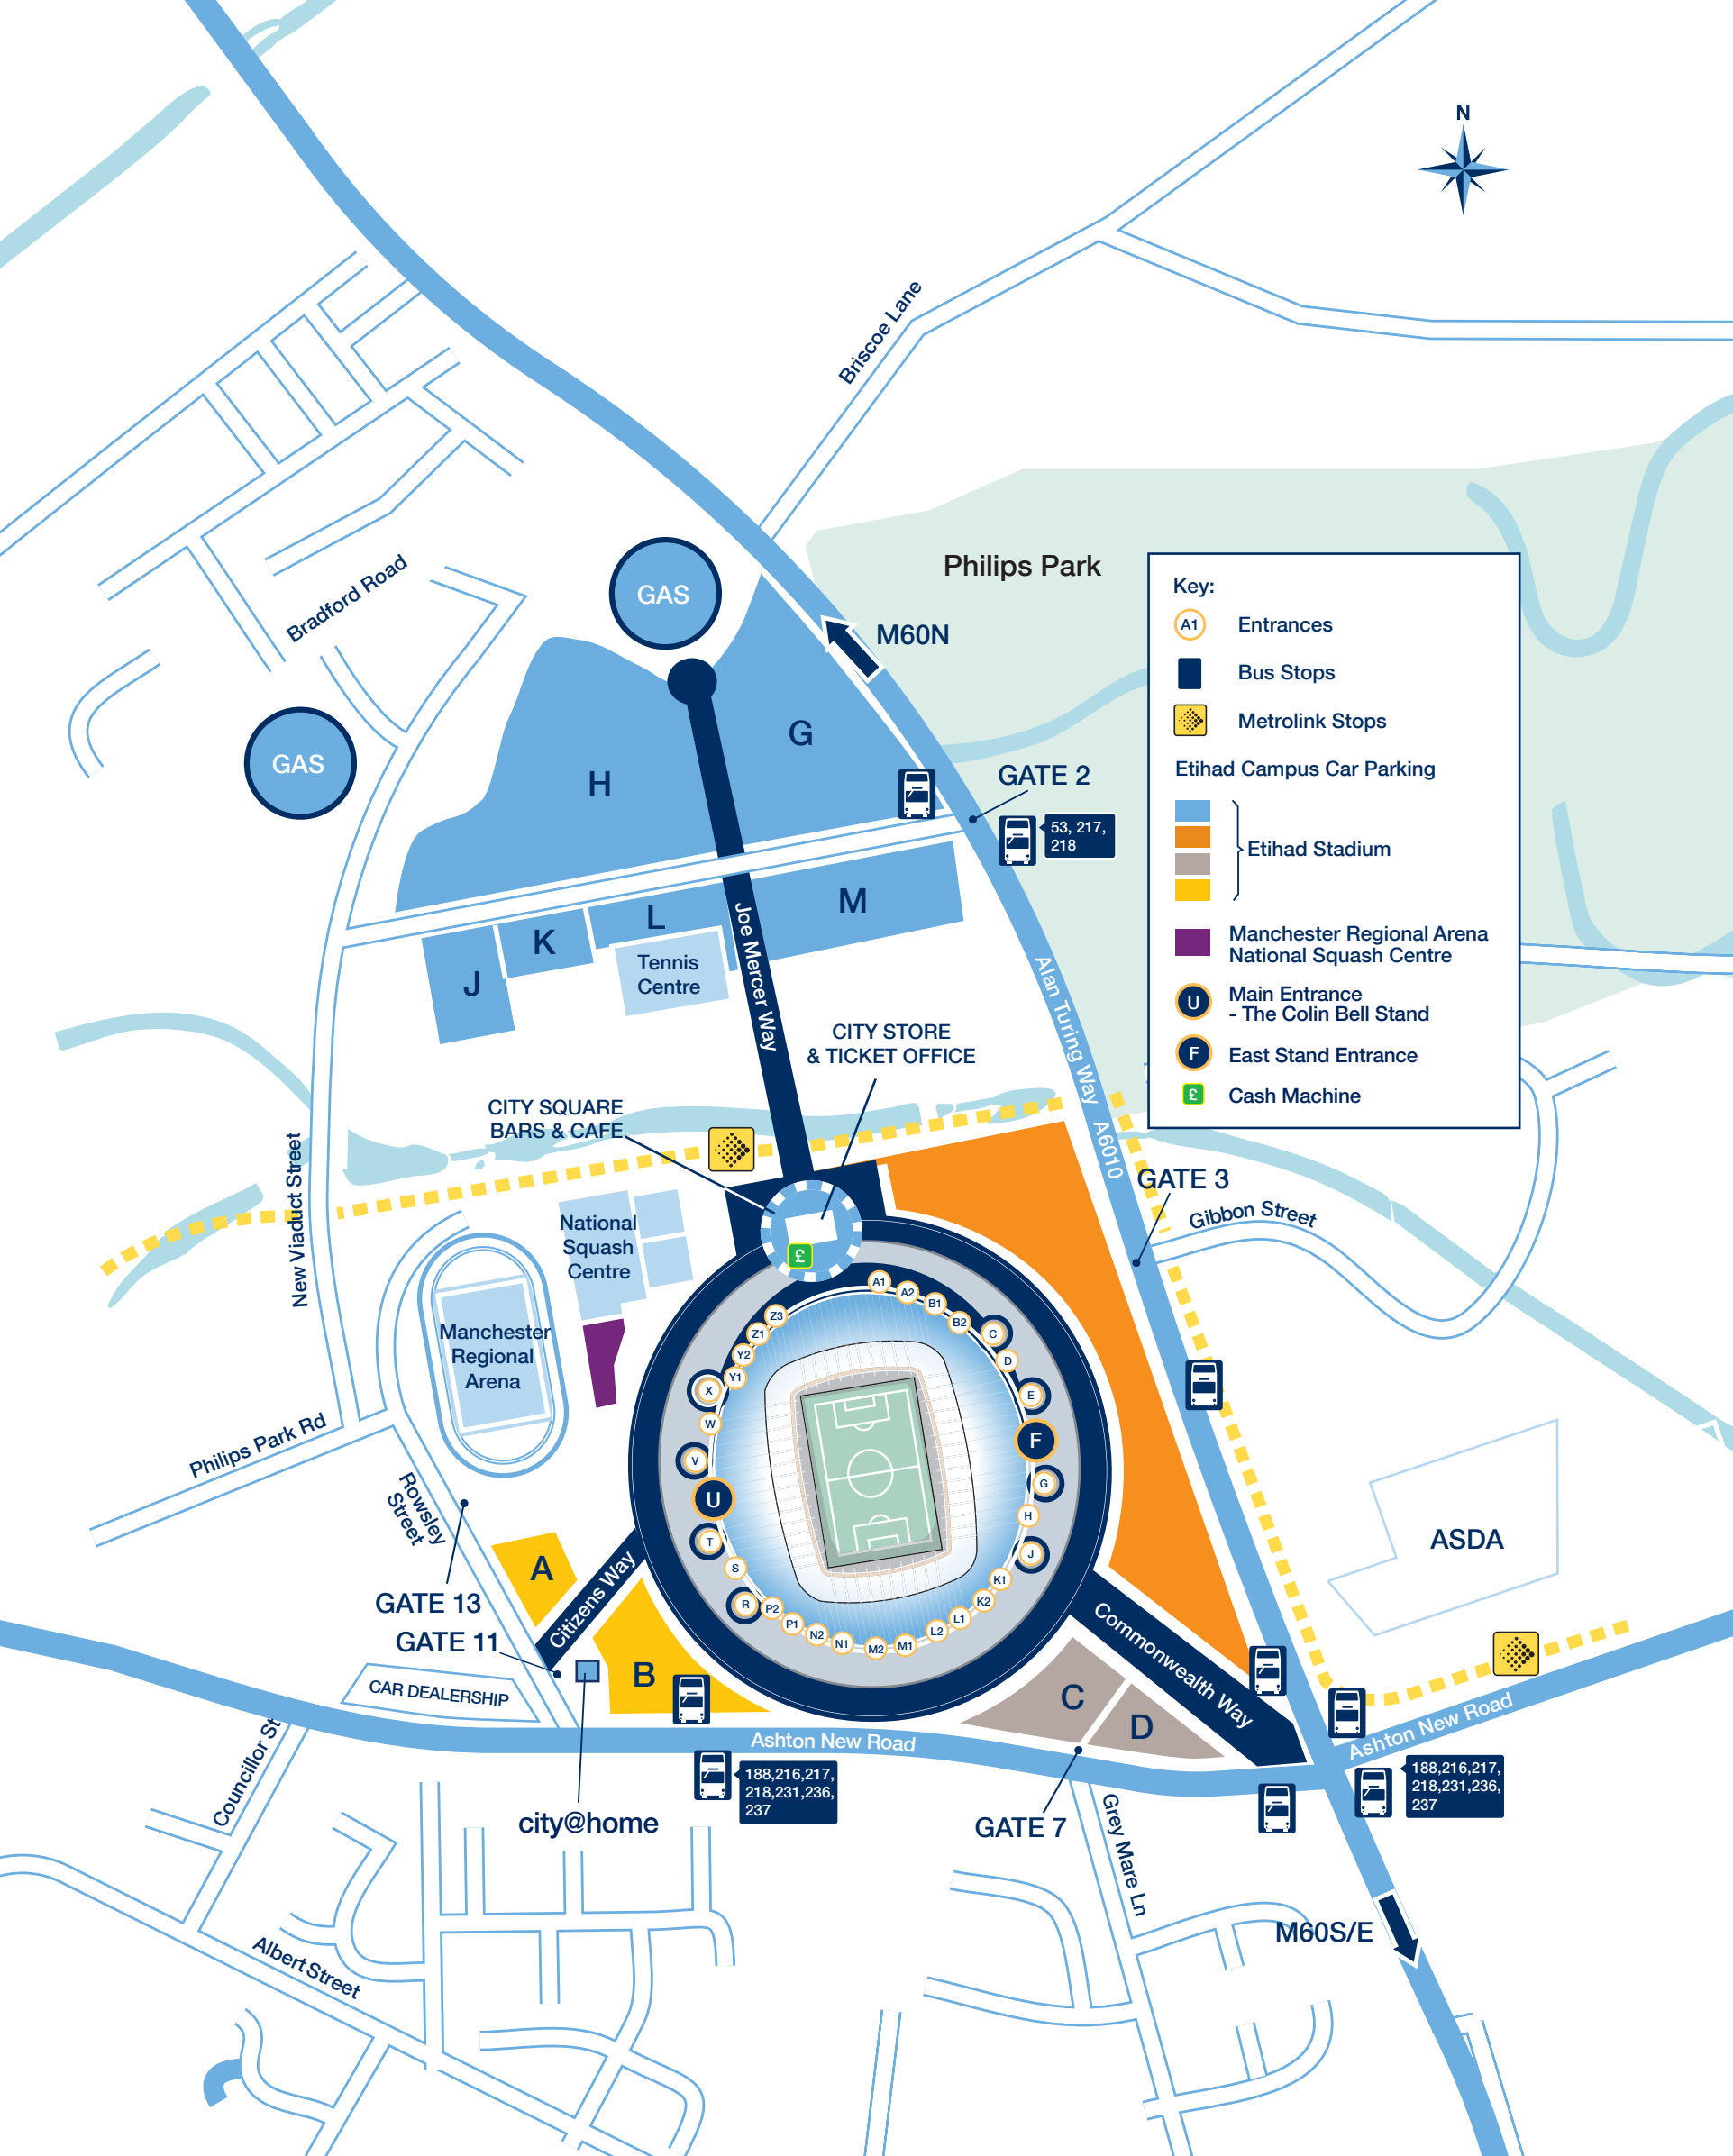 N
Briscoe Lane
Philips Park
Bradford Road
GAS
GAS
M60N
G
H
GATE 2
53, 217,
218
Key:
A1 Entrances
Bus Stops
Metrolink Stops
Etihad Campus Car Parking
Etihad Stadium
Manchester Regional Arena
National Squash Centre
U Main Entrance
- The Colin Bell Stand
F East Stand Entrance
£ Cash Machine
M
L
K
J
Tennis
Centre
Joe Mercer Way
Alan Turing Way A6010
CITY STORE
& TICKET OFFICE
CITY SQUARE
BARS & CAFE
New Viaduct Street
GATE 3
Gibbon Street
National
Squash
Centre
£
Manchester
Regional
Arena
A1
A2
B1
B2
C
D
E
F
G
H
J
K1
K2
L1
L2
M1
M2
N1
N2
P1
P2
R
S
T
U
V
W
X
Y1
Y2
Z1
Z3
Philips Park Rd
Rowsley
Street
ASDA
A
GATE 13
GATE 11
Citizens Way
B
CAR DEALERSHIP
Commonwealth Way
C
D
Ashton New Road
Ashton New Road
188,216,217,
218,231,236,
237
188,216,217,
218,231,236,
237
Councillor St
city@home
GATE 7
Grey Mare Ln
M60S/E
Albert Street